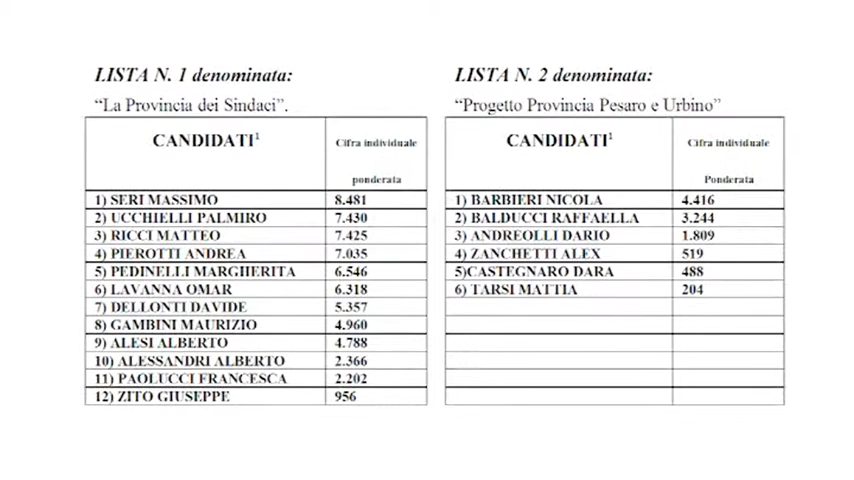 LISTA N. 1 denominata:
“La Provincia dei Sindaci”.
CANDIDATI1 Cifra individuale
ponderata
1) SERI MASSIMO 8.481
2) UCCHIELLI PALMIRO 7.430
3) RICCI MATTEO 7.425
4) PIEROTTI ANDREA 7.035
5) PEDINELLI MARGHERITA 6.546
6) LAVANNA OMAR 6.318
7) DELLONTI DAVIDE 5.357
8) GAMBINI MAURIZIO 4.960
9) ALESI ALBERTO 4.788
10) ALESSANDRI ALBERTO 2.366
11) PAOLUCCI FRANCESCA 2.202
12) ZITO GIUSEPPE 956
LISTA N. 2 denominata:
“Progetto Provincia Pesaro e Urbino”
CANDIDATI1 Cifra individuale
Ponderata
1) BARBIERI NICOLA 4.416
2) BALDUCCI RAFFAELLA 3.244
3) ANDREOLLI DARIO 1.809
4) ZANCHETTI ALEX 519
5)CASTEGNARO DARA 488
6) TARSI MATTIA 204